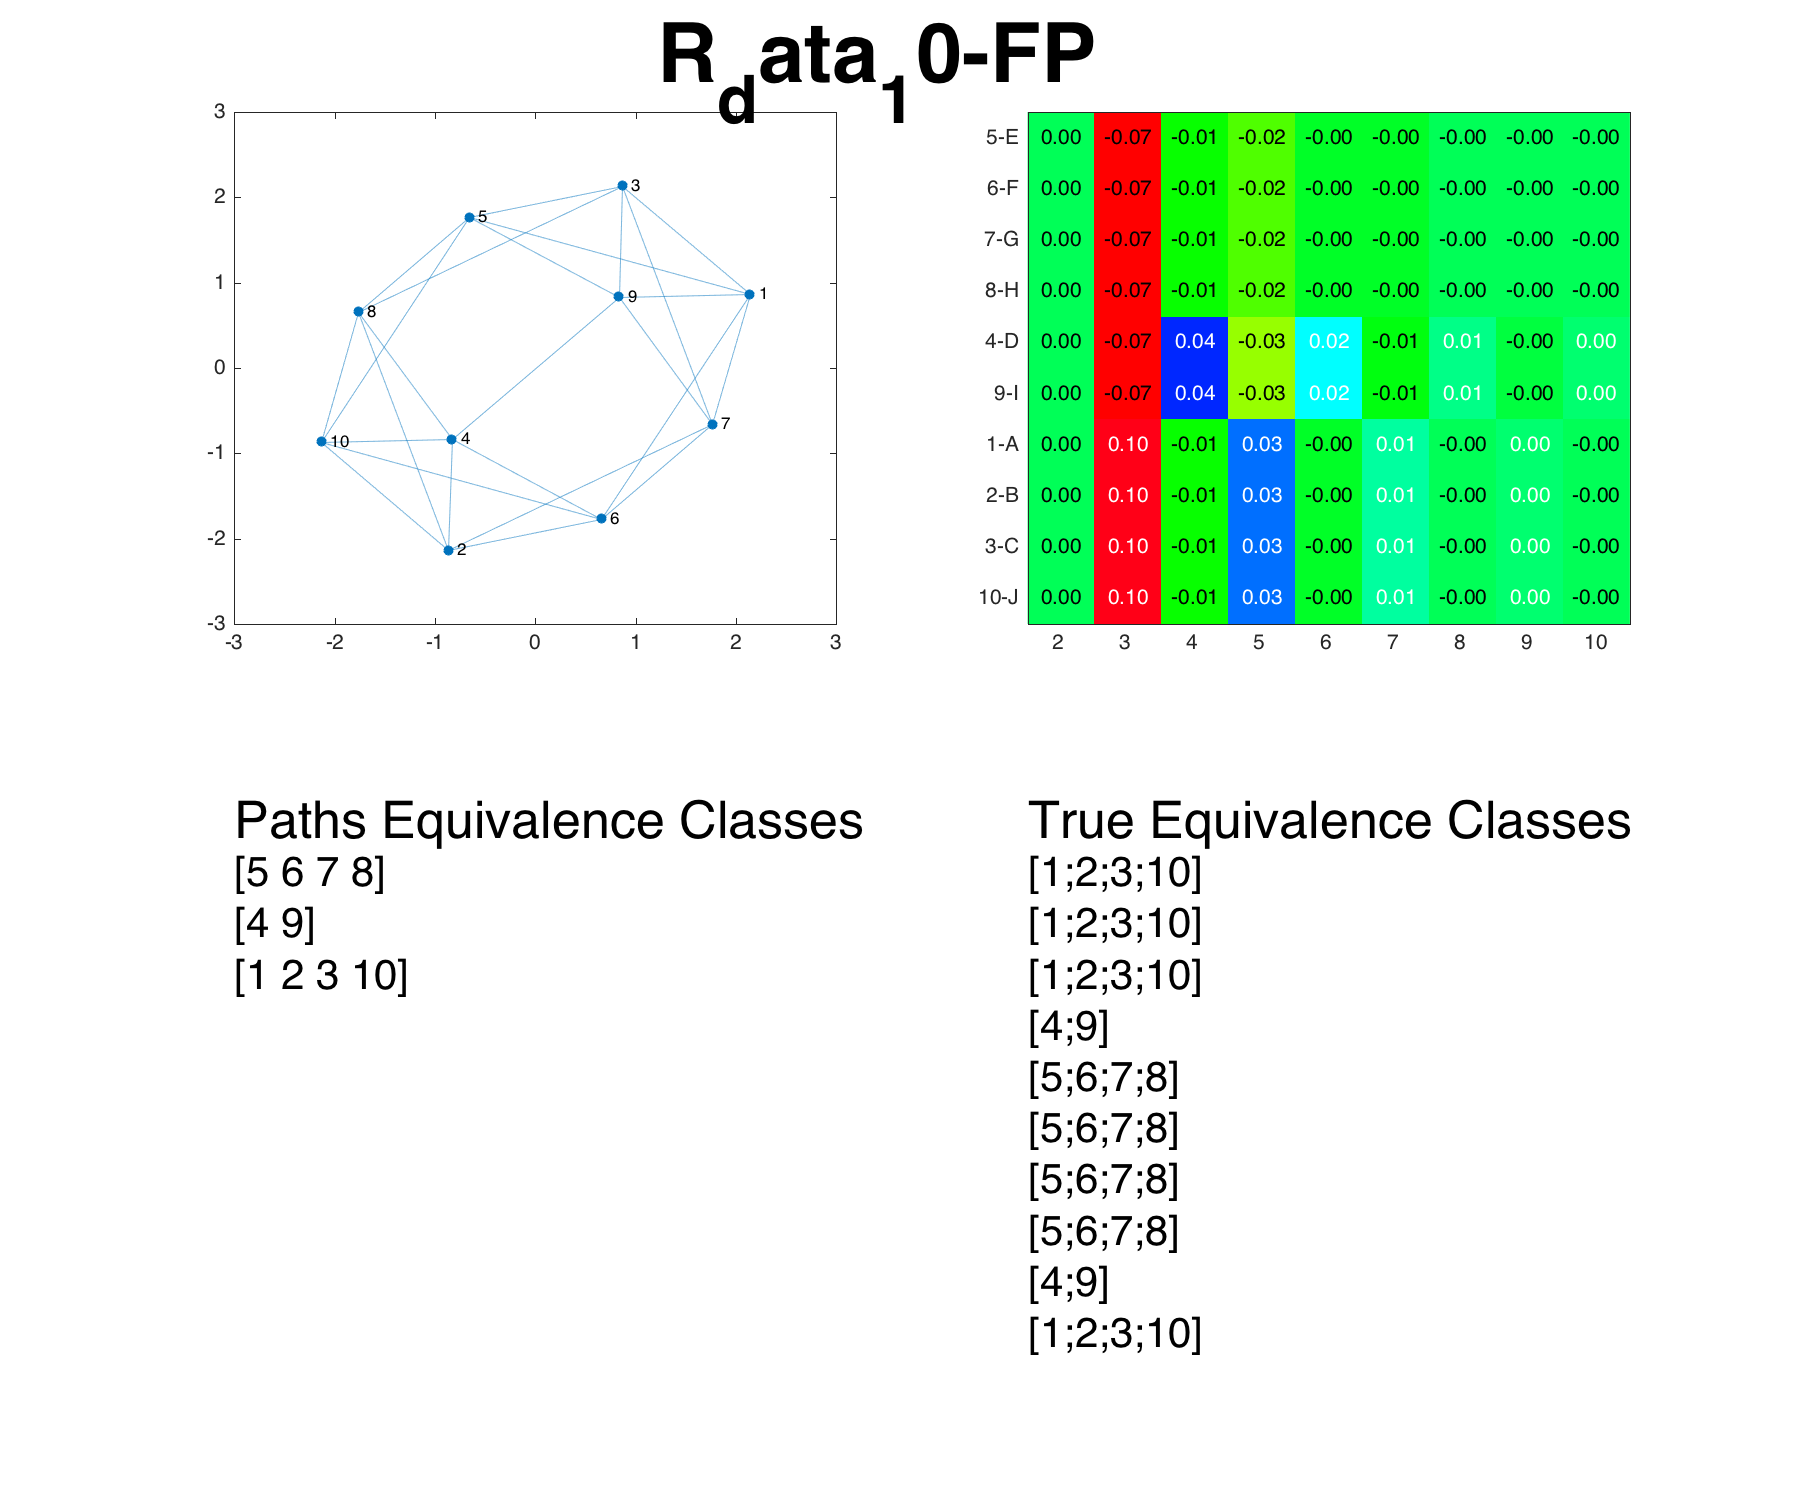 R_data_10-FP
3
2
1
0
-1
-2
-3
-3 -2 -1 0 1 2 3
3
5
1
9
8
7
4
10
6
2
5-E 0.00 -0.07 -0.01 -0.02 -0.00 -0.00 -0.00 -0.00 -0.00
6-F 0.00 -0.07 -0.01 -0.02 -0.00 -0.00 -0.00 -0.00 -0.00
7-G 0.00 -0.07 -0.01 -0.02 -0.00 -0.00 -0.00 -0.00 -0.00
8-H 0.00 -0.07 -0.01 -0.02 -0.00 -0.00 -0.00 -0.00 -0.00
4-D 0.00 -0.07 0.04 -0.03 0.02 -0.01 0.01 -0.00 0.00
9-I 0.00 -0.07 0.04 -0.03 0.02 -0.01 0.01 -0.00 0.00
1-A 0.00 0.10 -0.01 0.03 -0.00 0.01 -0.00 0.00 -0.00
2-B 0.00 0.10 -0.01 0.03 -0.00 0.01 -0.00 0.00 -0.00
3-C 0.00 0.10 -0.01 0.03 -0.00 0.01 -0.00 0.00 -0.00
10-J 0.00 0.10 -0.01 0.03 -0.00 0.01 -0.00 0.00 -0.00
2 3 4 5 6 7 8 9 10
Paths Equivalence Classes
[5 6 7 8]
[4 9]
[1 2 3 10]
True Equivalence Classes
[1;2;3;10]
[1;2;3;10]
[1;2;3;10]
[4;9]
[5;6;7;8]
[5;6;7;8]
[5;6;7;8]
[5;6;7;8]
[4;9]
[1;2;3;10]